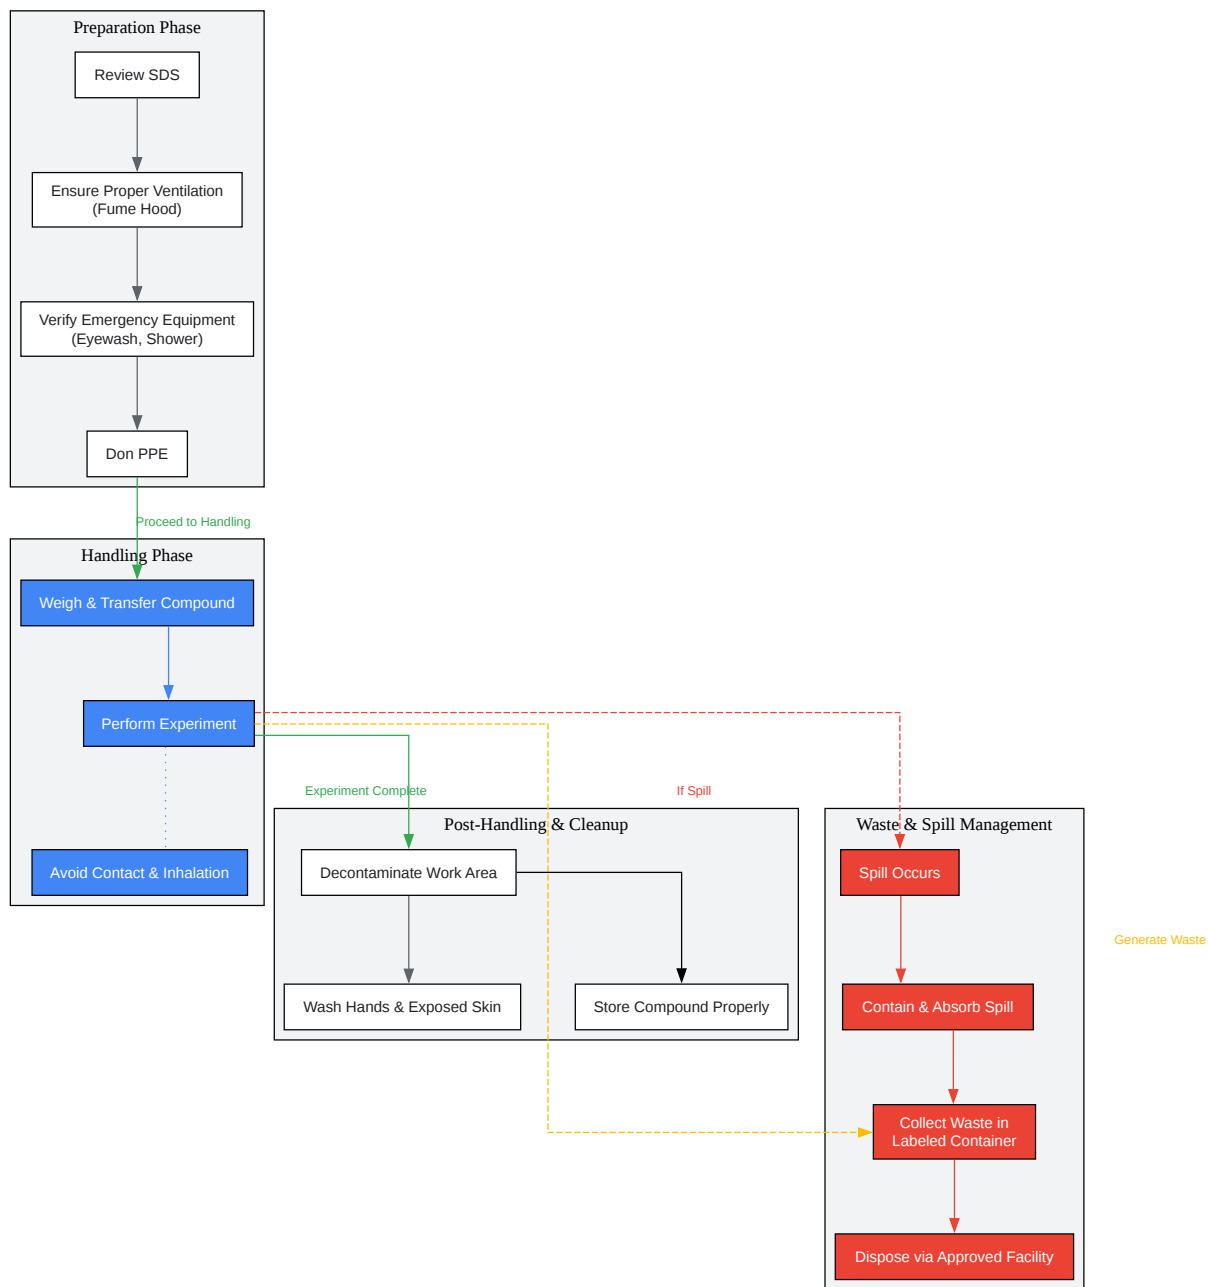 Preparation Phase
Review SDS
Ensure Proper Ventilation
(Fume Hood)
Verify Emergency Equipment
(Eyewash, Shower)
Don PPE
Proceed to Handling
Handling Phase
Weigh & Transfer Compound
Perform Experiment
Avoid Contact & Inhalation
Experiment Complete
If Spill
Post-Handling & Cleanup
Decontaminate Work Area
Wash Hands & Exposed Skin
Store Compound Properly
Waste & Spill Management
Spill Occurs
Generate Waste
Contain & Absorb Spill
Collect Waste in
Labeled Container
Dispose via Approved Facility